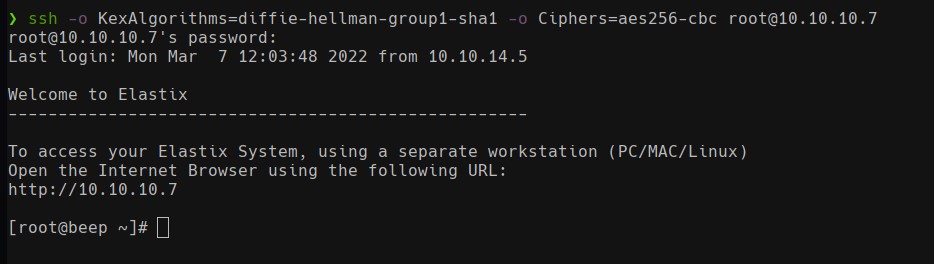 ❯ ssh -o KexAlgorithms=diffie-hellman-group1-sha1 -o Ciphers=aes256-cbc root@10.10.10.7
root@10.10.10.7's password:
Last login: Mon Mar  7 12:03:48 2022 from 10.10.14.5
Welcome to Elastix
----------------------------------------------------
To access your Elastix System, using a separate workstation (PC/MAC/Linux)
Open the Internet Browser using the following URL:
http://10.10.10.7
[root@beep ~]#